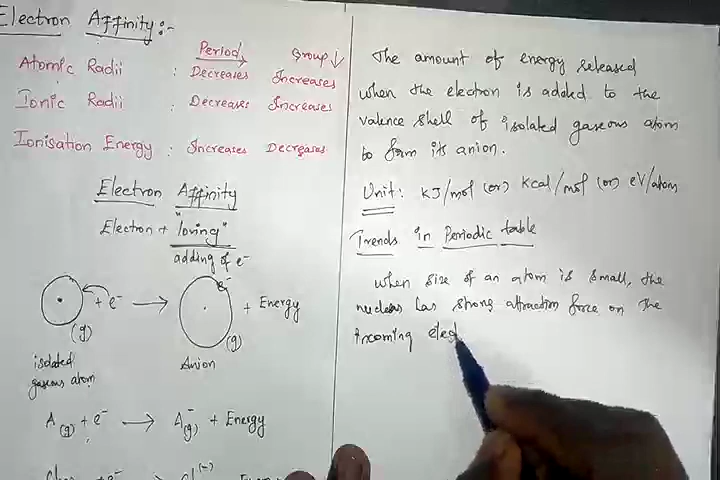 Electron Affinity:-
Period Group ↓
Atomic Radii : Decreases Increases
Ionic Radii : Decreases Increases
Ionisation Energy : Increases Decreases
Electron Affinity
Electron + "loving"
adding of e⁻
+ e⁻ → e⁻ + Energy
(g) (g)
isolated
gaseous atom
Anion
A(g) + e⁻ → A⁻(g) + Energy
The amount of energy released
when the electron is added to the
valence shell of isolated gaseous atom
to form its anion.
Unit: KJ/mol (or) Kcal/mol (or) eV/atom
Trends in Periodic table
When size of an atom is small, the
nucleus has strong attraction force on the
incoming elect